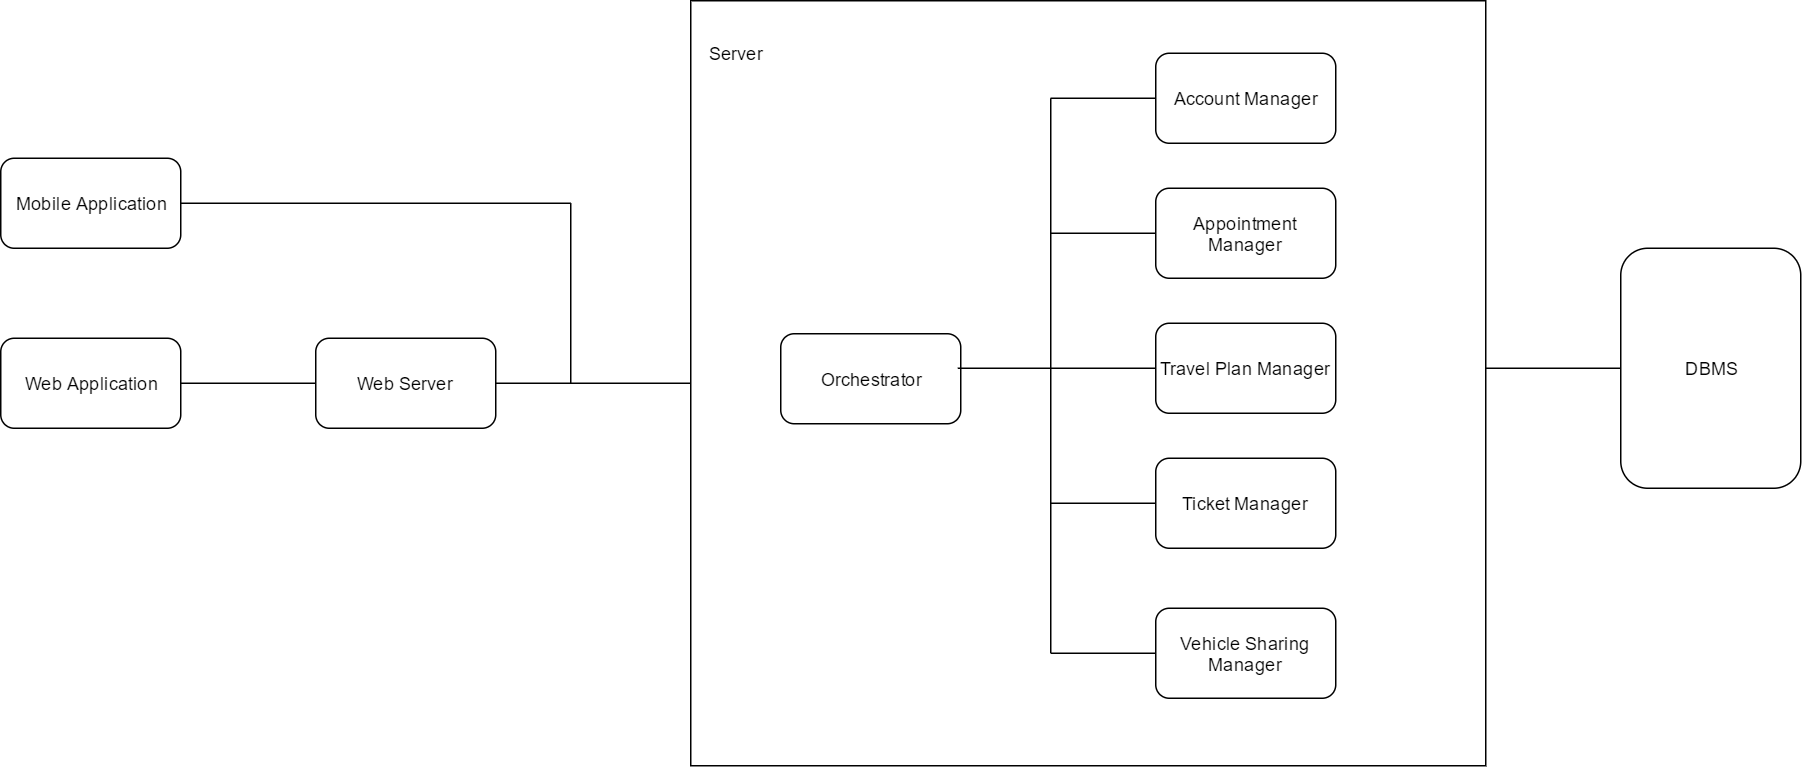 Server
Account Manager
Mobile Application
Appointment
Manager
Web Application
Web Server
Orchestrator
Travel Plan Manager
DBMS
Ticket Manager
Vehicle Sharing
Manager